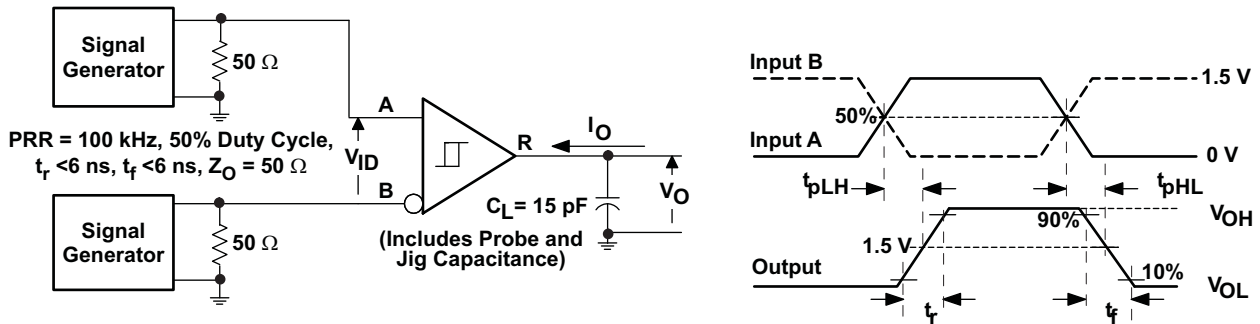 Signal
Generator
50 Ω
PRR = 100 kHz, 50% Duty Cycle,
tr <6 ns, tf <6 ns, ZO = 50 Ω
Signal
Generator
50 Ω
A
VID
B
R
IO
VO
CL = 15 pF
(Includes Probe and
Jig Capacitance)
Input B
1.5 V
50%
Input A
0 V
tpLH
tpHL
VOH
90%
1.5 V
Output
10%
VOL
tr
tf